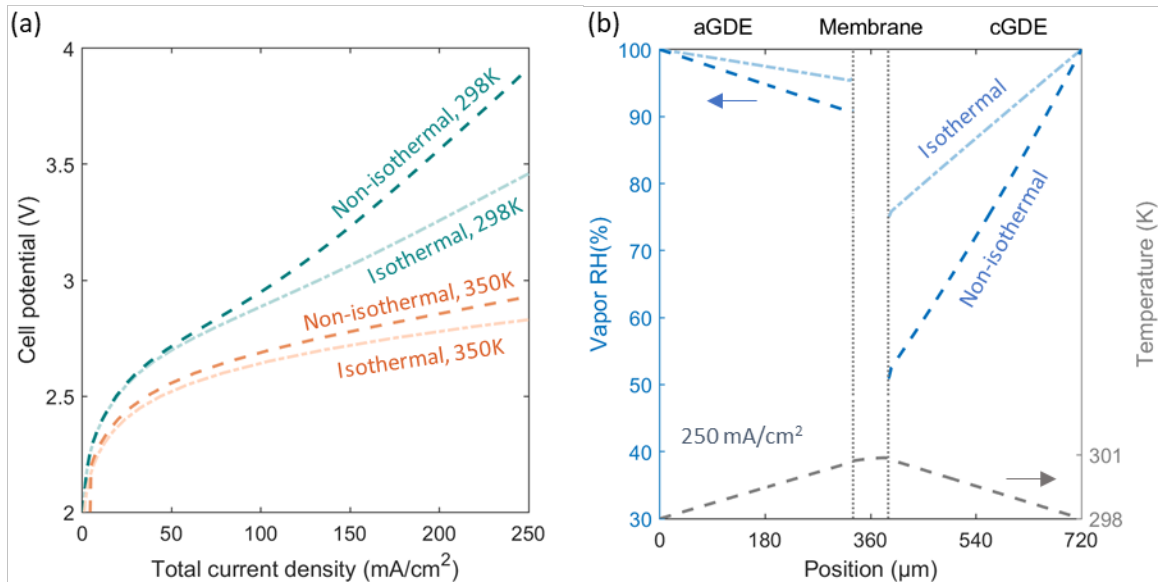 (a)
4
3.5
3
2.5
2
Cell potential (V)
Non-isothermal, 298K
Isothermal, 298K
Non-isothermal, 350K
Isothermal, 350K
0 50 100 150 200 250
Total current density (mA/cm²)
(b)
aGDE Membrane cGDE
100
90
80
70
60
50
40
30
Vapor RH(%)
Isothermal
Non-isothermal
250 mA/cm²
301
298
Temperature (K)
0 180 360 540 720
Position (µm)